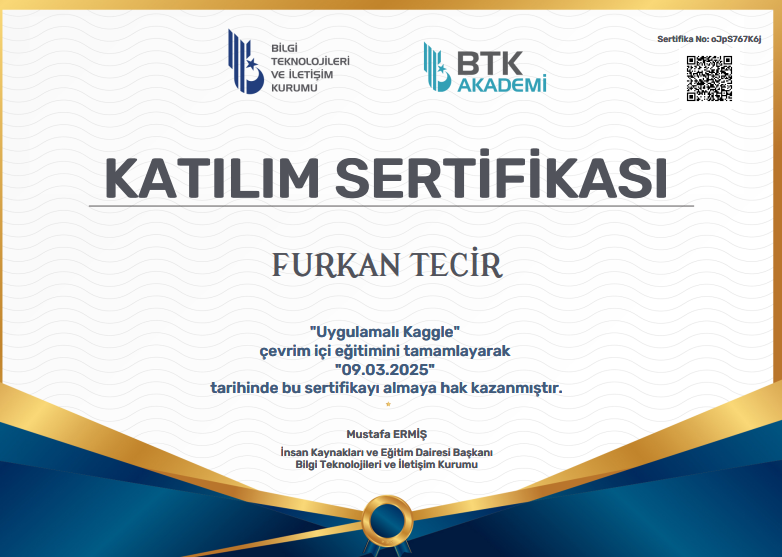 Sertifika No: oJpS767K6j
BİLGİ
TEKNOLOJİLERİ
VE İLETİŞİM
KURUMU
BTK
AKADEMİ
KATILIM SERTİFİKASI
FURKAN TECİR
"Uygulamalı Kaggle"
çevrim içi eğitimini tamamlayarak
"09.03.2025"
tarihinde bu sertifikayı almaya hak kazanmıştır.
Mustafa ERMİŞ
İnsan Kaynakları ve Eğitim Dairesi Başkanı
Bilgi Teknolojileri ve İletişim Kurumu